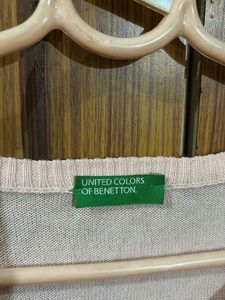 UNITED COLORS
OF BENETTON.